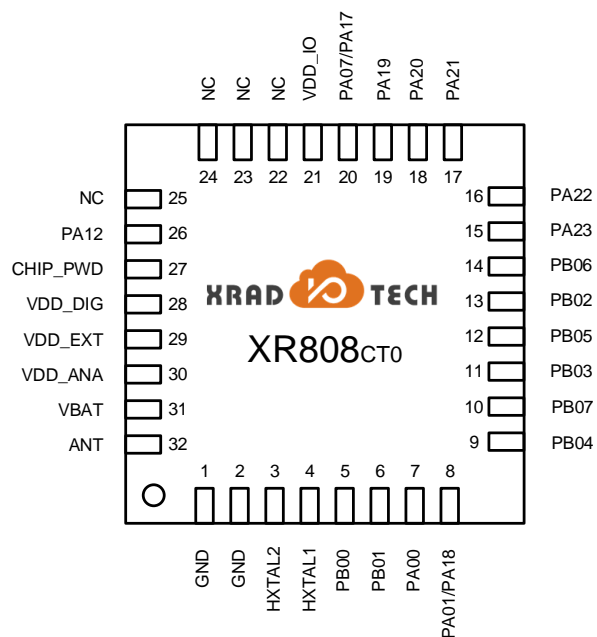 NC NC NC VDD_IO PA07/PA17 PA19 PA20 PA21
24 23 22 21 20 19 18 17
NC 25
PA12 26
CHIP_PWD 27
VDD_DIG 28
VDD_EXT 29
VDD_ANA 30
VBAT 31
ANT 32
16 PA22
15 PA23
14 PB06
13 PB02
12 PB05
11 PB03
10 PB07
9 PB04
XRAD TECH
XR808CT0
1 2 3 4 5 6 7 8
GND GND HXTAL2 HXTAL1 PB00 PB01 PA00 PA01/PA18